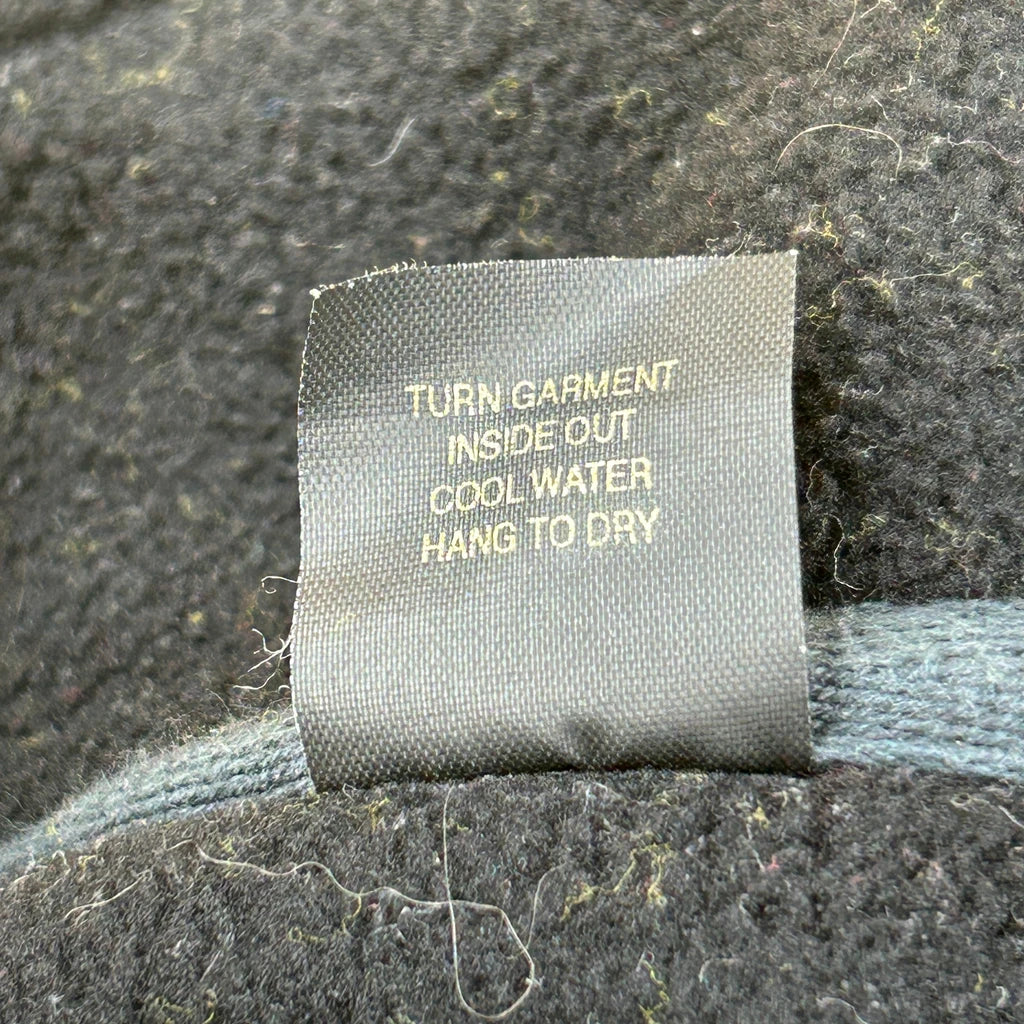 TURN GARMENT
INSIDE OUT
COOL WATER
HANG TO DRY